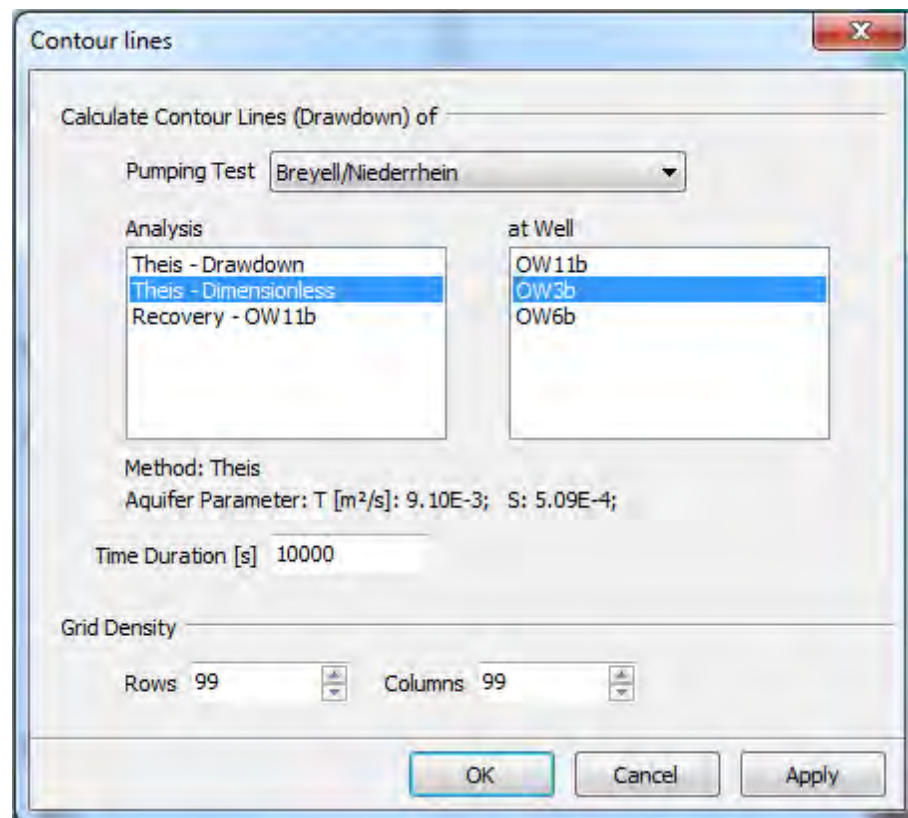 Contour lines
Calculate Contour Lines (Drawdown) of
Pumping Test Breyell/Niederrhein
Analysis at Well
Theis - Drawdown OW11b
Theis - Dimensionless OW3b
Recovery - OW11b OW6b
Method: Theis
Aquifer Parameter: T [m²/s]: 9.10E-3; S: 5.09E-4;
Time Duration [s] 10000
Grid Density
Rows 99 Columns 99
OK Cancel Apply